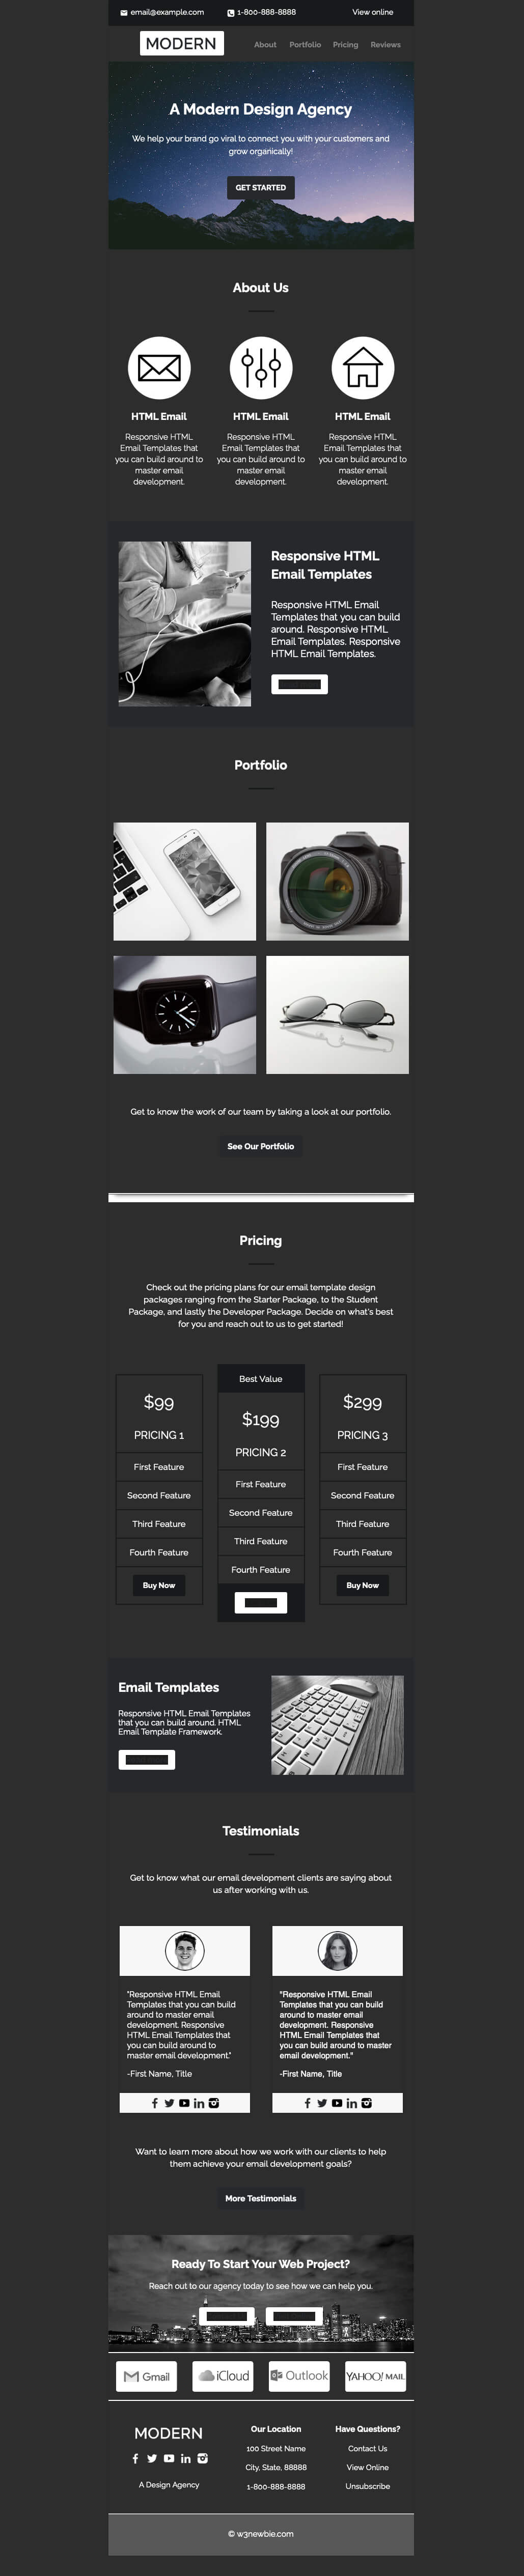 email@example.com 1-800-888-8888 View online
MODERN About Portfolio Pricing Reviews
A Modern Design Agency
We help your brand go viral to connect you with your customers and
grow organically!
GET STARTED
About Us
HTML Email HTML Email HTML Email
Responsive HTML
Email Templates that
you can build around to
master email
development.
Responsive HTML
Email Templates that
you can build around to
master email
development.
Responsive HTML
Email Templates that
you can build around to
master email
development.
Responsive HTML
Email Templates
Responsive HTML Email
Templates that you can build
around. Responsive HTML
Email Templates. Responsive
HTML Email Templates.
Portfolio
Get to know the work of our team by taking a look at our portfolio.
See Our Portfolio
Pricing
Check out the pricing plans for our email template design
packages ranging from the Starter Package, to the Student
Package, and lastly the Developer Package. Decide on what's best
for you and reach out to us to get started!
$99
PRICING 1
First Feature
Second Feature
Third Feature
Fourth Feature
Buy Now
Best Value
$199
PRICING 2
First Feature
Second Feature
Third Feature
Fourth Feature
$299
PRICING 3
First Feature
Second Feature
Third Feature
Fourth Feature
Buy Now
Email Templates
Responsive HTML Email Templates
that you can build around. HTML
Email Template Framework.
Testimonials
Get to know what our email development clients are saying about
us after working with us.
"Responsive HTML Email
Templates that you can build
around to master email
development. Responsive
HTML Email Templates that
you can build around to
master email development."
-First Name, Title
"Responsive HTML Email
Templates that you can build
around to master email
development. Responsive
HTML Email Templates that
you can build around to master
email development."
-First Name, Title
Want to learn more about how we work with our clients to help
them achieve your email development goals?
More Testimonials
Ready To Start Your Web Project?
Reach out to our agency today to see how we can help you.
Gmail iCloud Outlook YAHOO! MAIL
MODERN
A Design Agency
Our Location
100 Street Name
City, State, 88888
1-800-888-8888
Have Questions?
Contact Us
View Online
Unsubscribe
© w3newbie.com